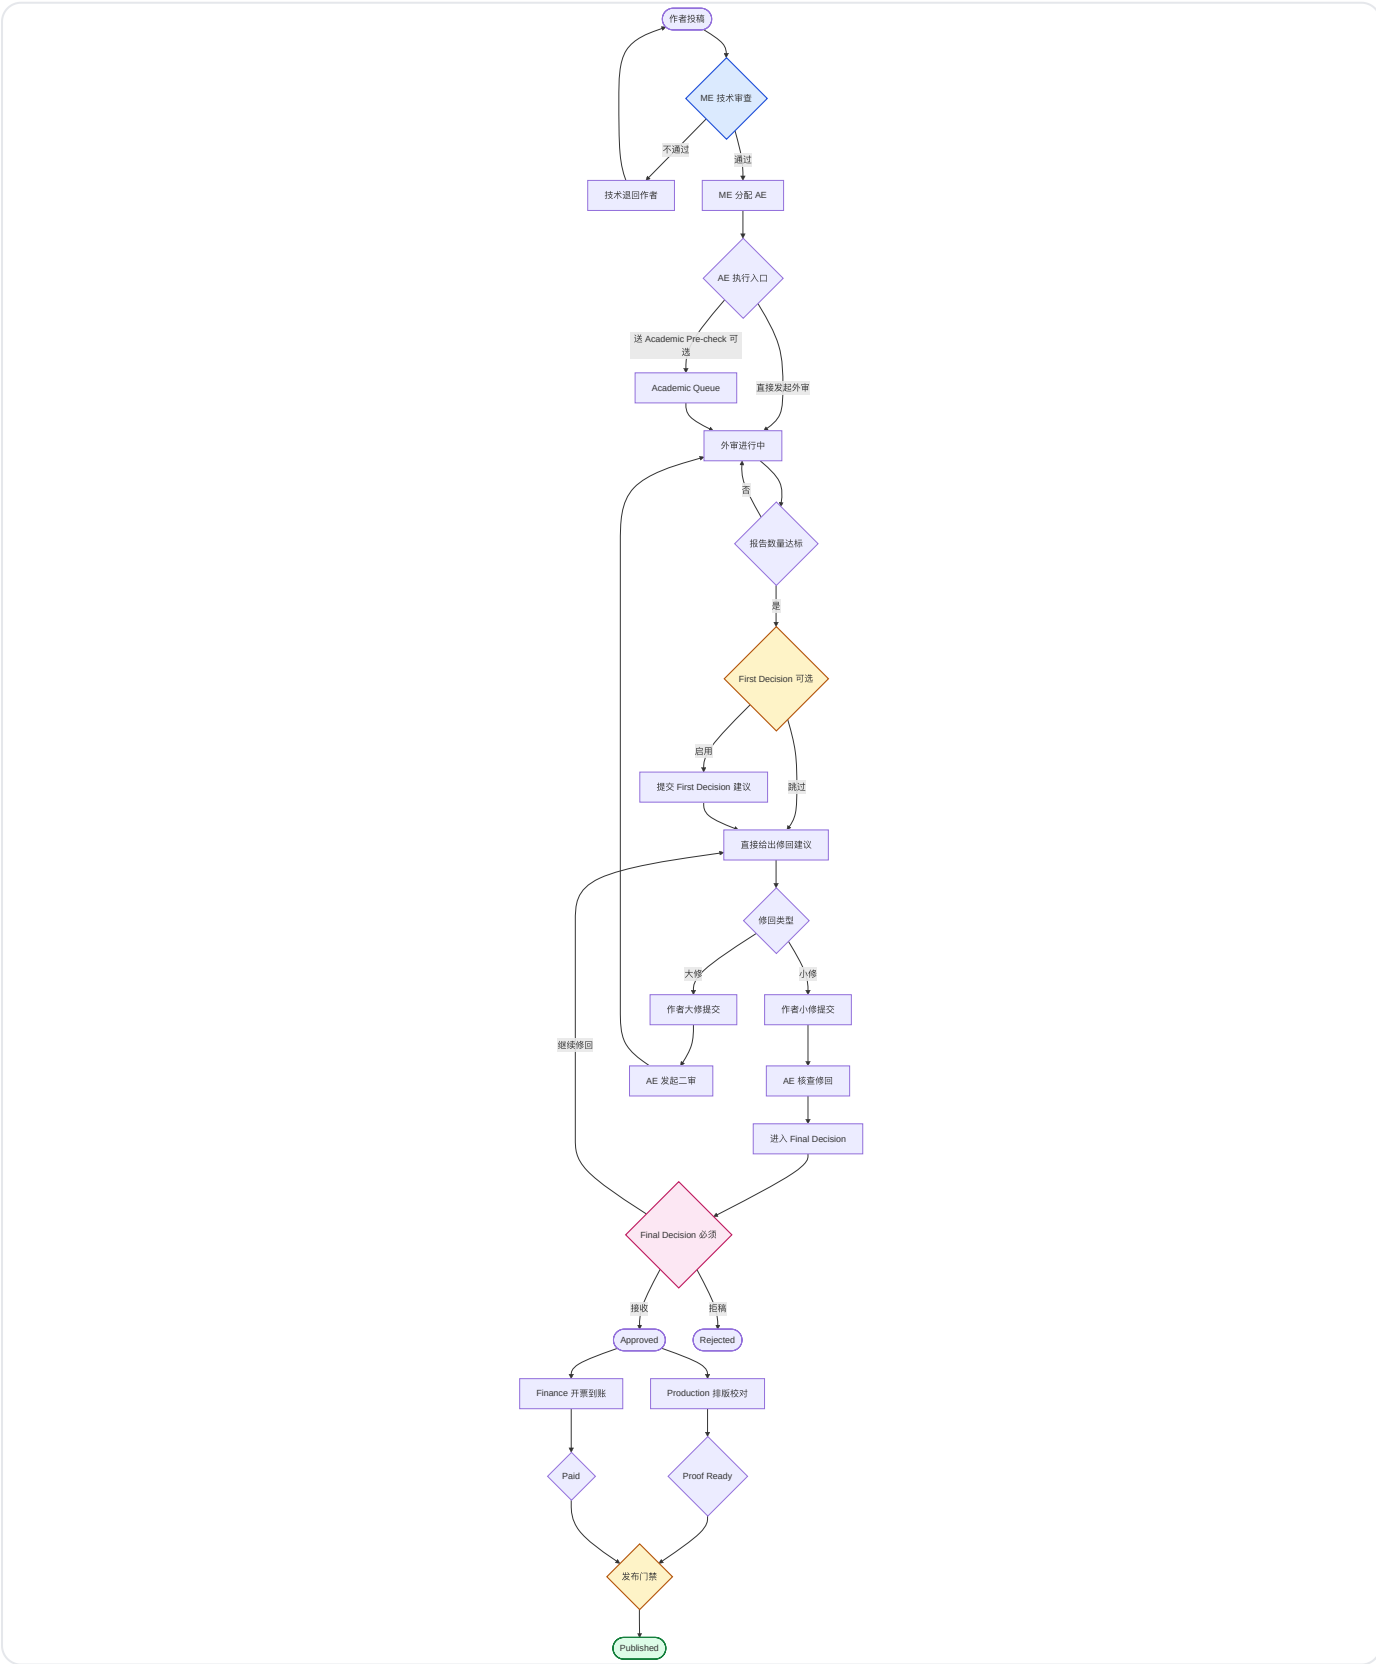 作者投稿
ME 技术审查
不通过
通过
技术退回作者
ME 分配 AE
AE 执行入口
送 Academic Pre-check 可
选
Academic Queue
直接发起外审
外审进行中
否
报告数量达标
是
First Decision 可选
启用
跳过
提交 First Decision 建议
直接给出修回建议
修回类型
大修
小修
作者大修提交
作者小修提交
继续修回
AE 发起二审
AE 核查修回
进入 Final Decision
Final Decision 必须
接收
拒稿
Approved
Rejected
Finance 开票到账
Production 排版校对
Paid
Proof Ready
发布门禁
Published